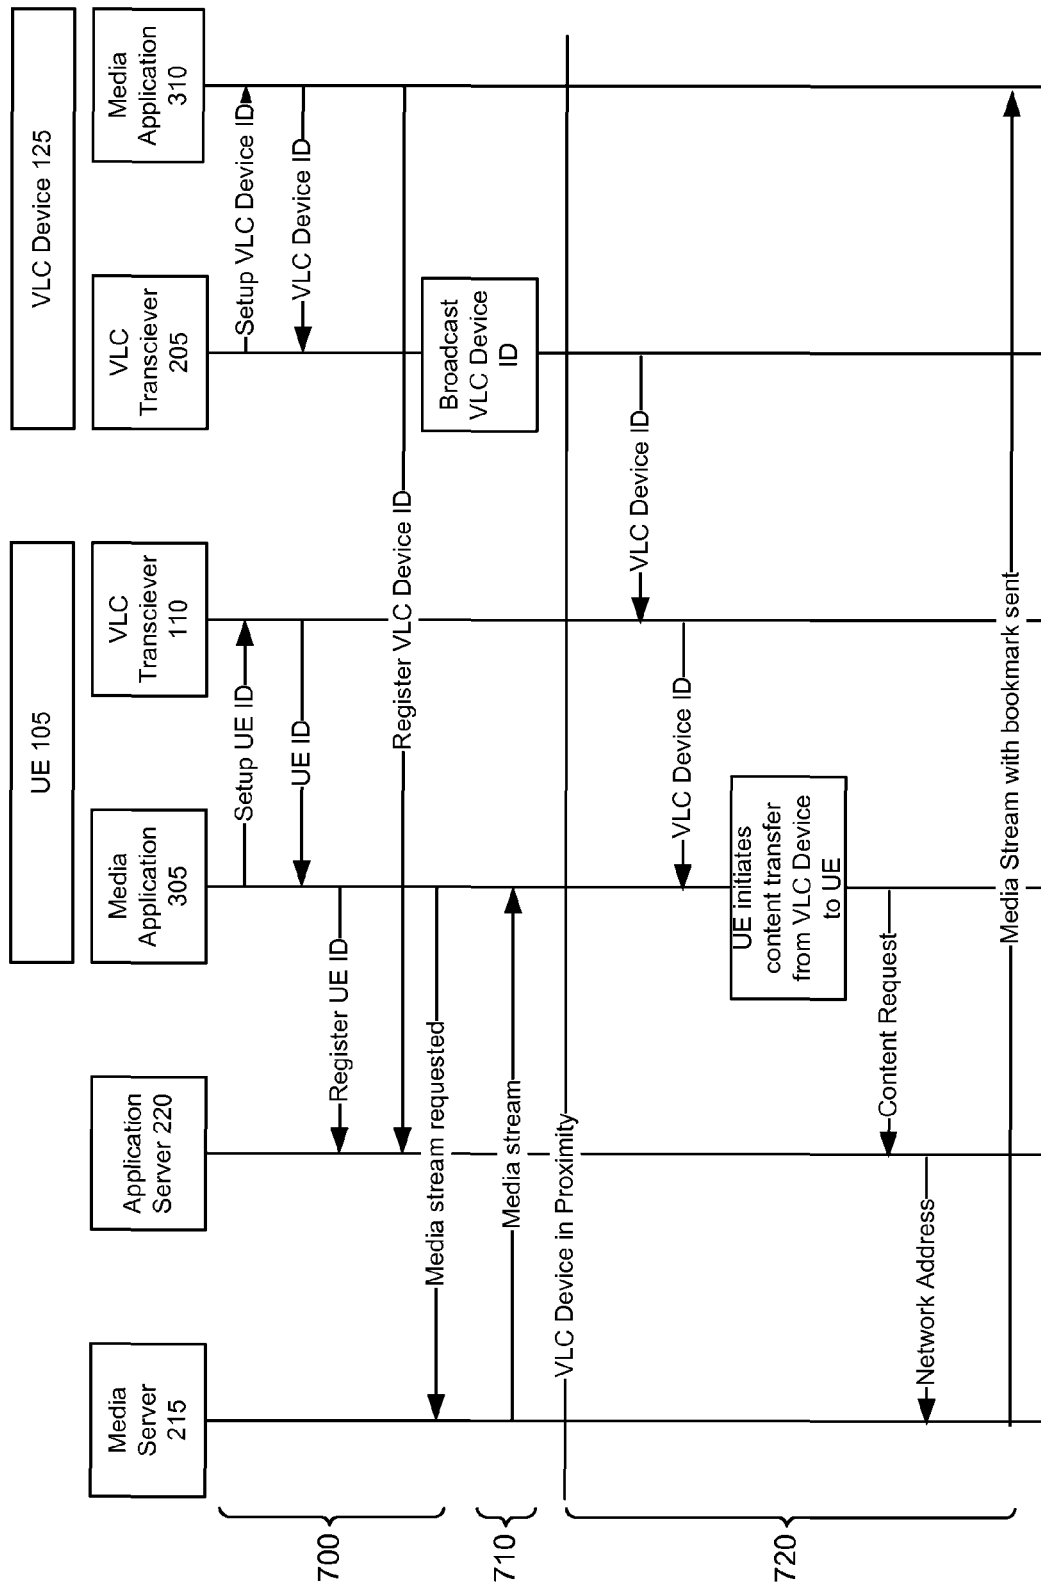 UE 105
VLC Device 125
Media
Server
215
Application
Server 220
Media
Application
305
VLC
Transciever
110
VLC
Transciever
205
Media
Application
310
700
Setup UE ID
Setup VLC Device ID
UE ID
VLC Device ID
Register UE ID
Register VLC Device ID
Media stream requested
710
Media stream
Broadcast
VLC Device
ID
VLC Device in Proximity
720
VLC Device ID
VLC Device ID
UE initiates
content transfer
from VLC Device
to UE
Content Request
Network Address
Media Stream with bookmark sent